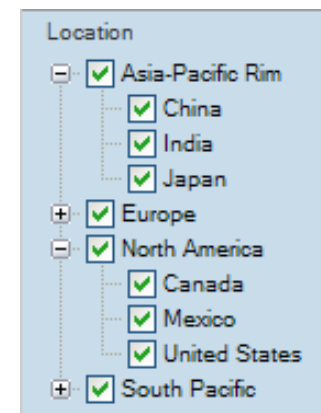 Location
Asia-Pacific Rim
China
India
Japan
Europe
North America
Canada
Mexico
United States
South Pacific